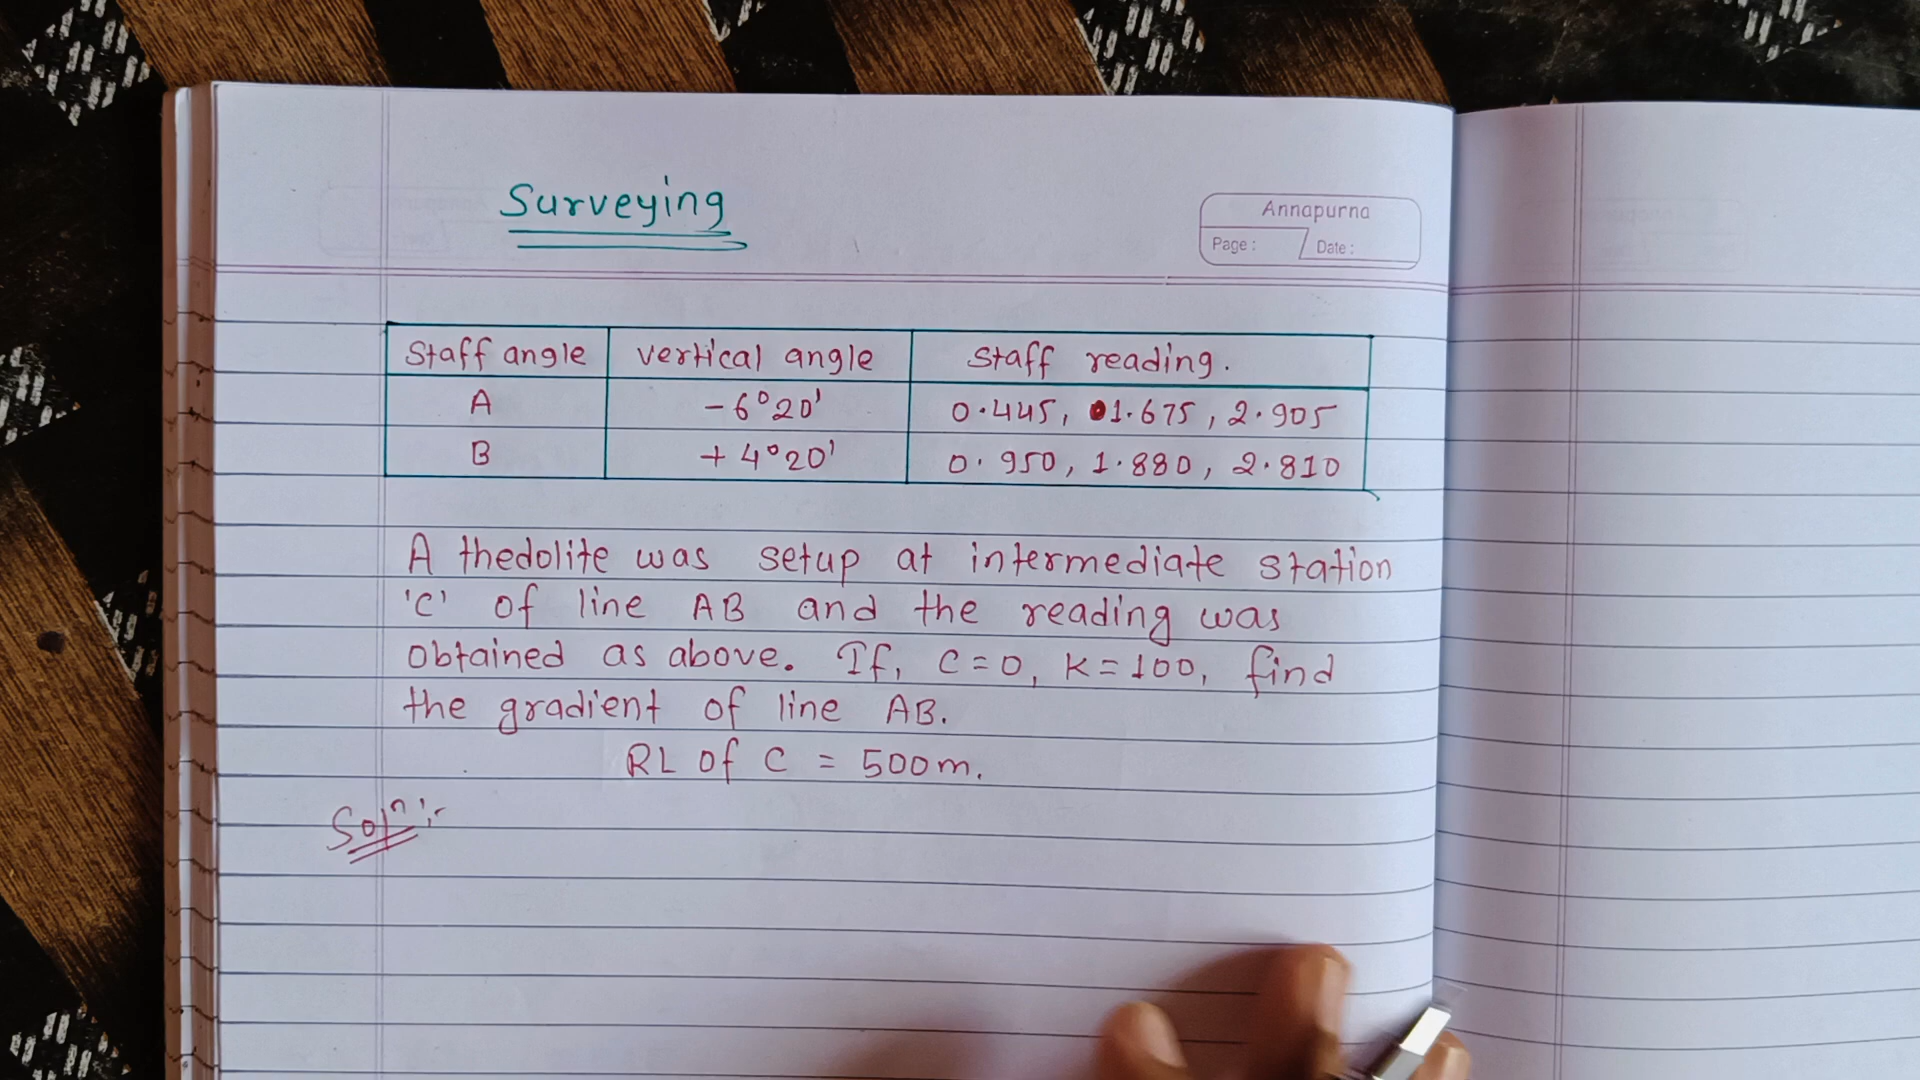 Surveying
Annapurna
Page :
Date :
Staff angle vertical angle Staff reading.
A -6°20' 0.445, 1.675, 2.905
B +4°20' 0.950, 1.880, 2.810
A thedolite was setup at intermediate station
'C' of line AB and the reading was
obtained as above. If, C=0, K=100, find
the gradient of line AB.
RL of C = 500m.
Soln:-